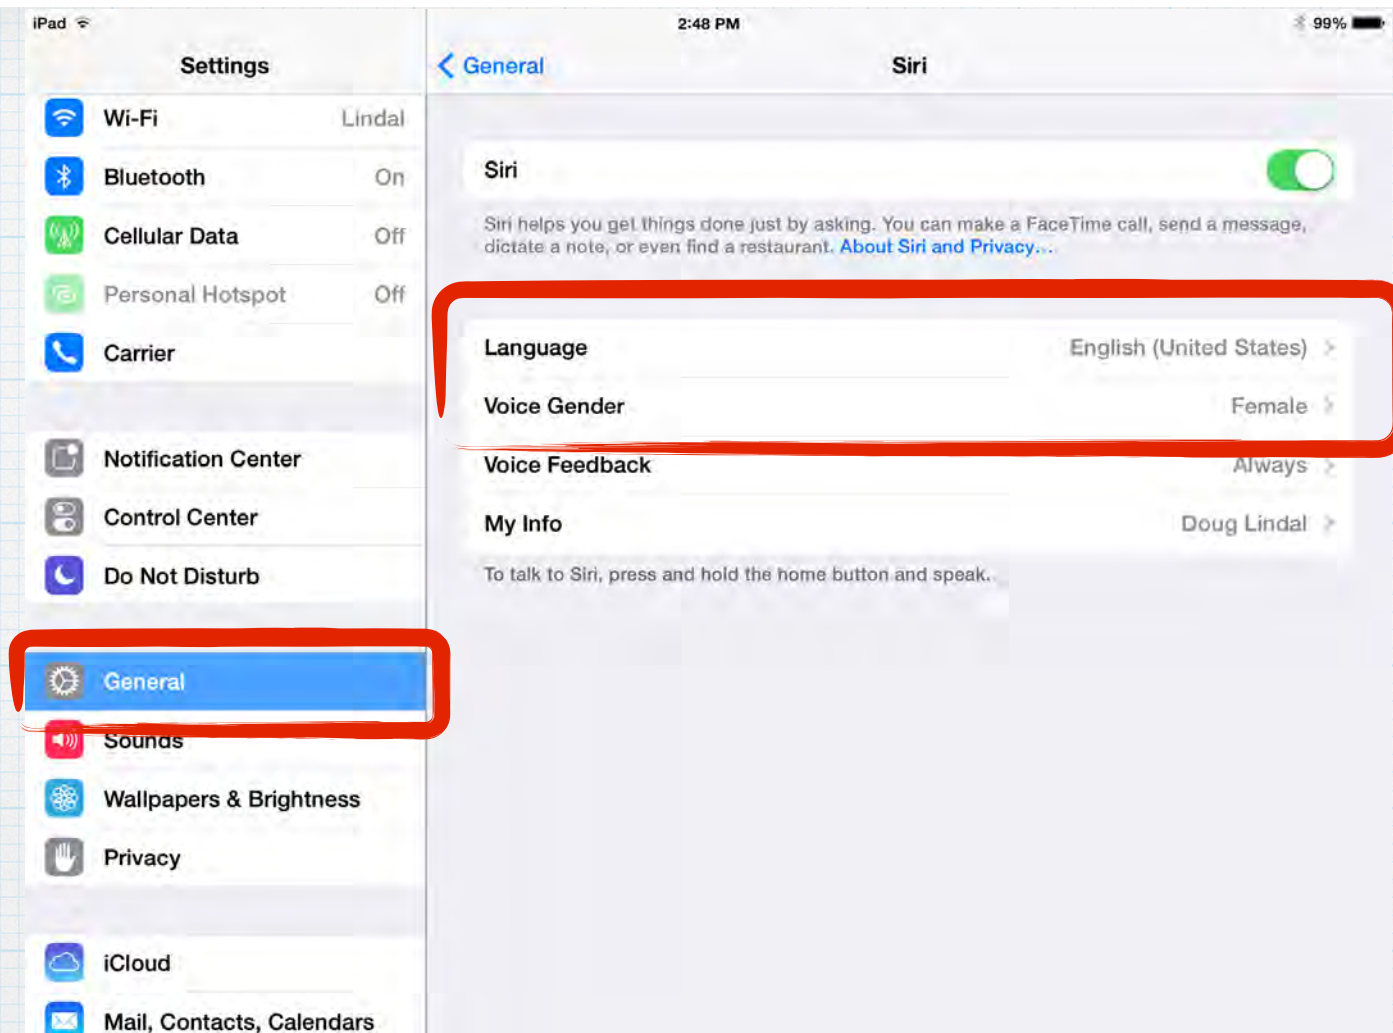 iPad 2:48 PM 99%
Settings
Wi-Fi Lindal
Bluetooth On
Cellular Data Off
Personal Hotspot Off
Carrier
Notification Center
Control Center
Do Not Disturb
General
Sounds
Wallpapers & Brightness
Privacy
iCloud
Mail, Contacts, Calendars
General Siri
Siri
Siri helps you get things done just by asking. You can make a FaceTime call, send a message,
dictate a note, or even find a restaurant. About Siri and Privacy...
Language English (United States)
Voice Gender Female
Voice Feedback Always
My Info Doug Lindal
To talk to Siri, press and hold the home button and speak.